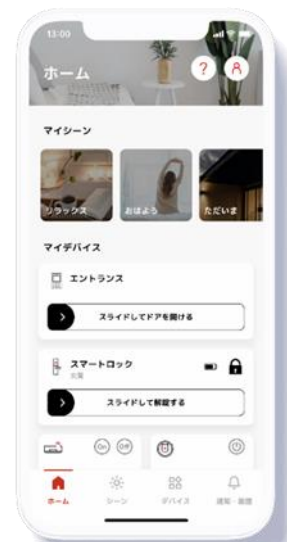 13:00
ホーム
?
マイシーン
リラックス
おはよう
ただいま
マイデバイス
エントランス
スライドしてドアを開ける
スマートロック
玄関
スライドして解錠する
On Off
ホーム シーン デバイス 通知・履歴